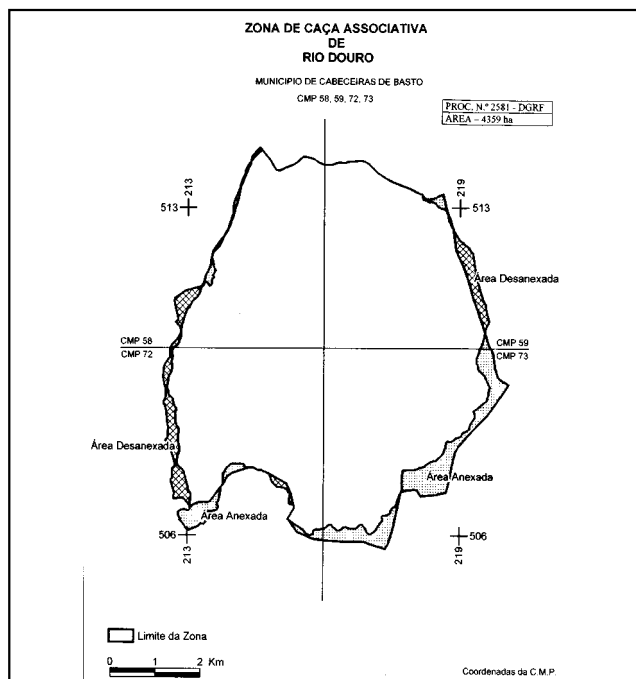 ZONA DE CAÇA ASSOCIATIVA
DE
RIO DOURO
MUNICIPIO DE CABECEIRAS DE BASTO
CMP 58, 59, 72, 73
PROC. N.º 2581 - DGRF
AREA – 4359 ha
213
513
219
513
Área Desanexada
CMP 58
CMP 72
CMP 59
CMP 73
Área Desanexada
Área Anexada
Área Anexada
506
213
506
219
Limite da Zona
0 1 2 Km
Coordenadas da C.M.P.